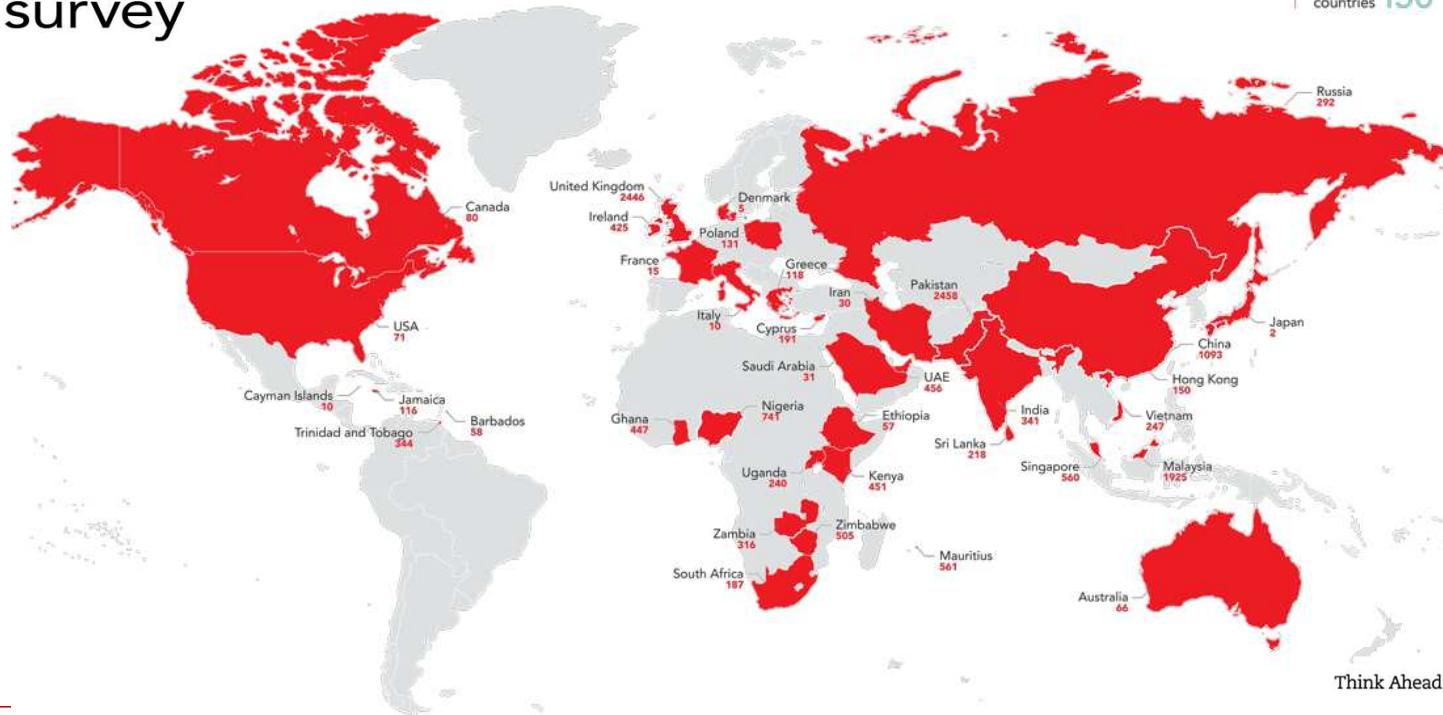 survey
countries
Russia
292
United Kingdom
2446
Denmark
5
Canada
80
Ireland
425
Poland
131
France
15
Greece
118
Iran
30
Pakistan
2458
Italy
10
Cyprus
191
USA
71
Japan
2
China
1093
Saudi Arabia
31
UAE
456
Hong Kong
150
Cayman Islands
10
Jamaica
116
Barbados
58
Trinidad and Tobago
344
Ghana
447
Nigeria
741
Ethiopia
57
India
341
Vietnam
247
Sri Lanka
218
Singapore
560
Malaysia
1925
Uganda
240
Kenya
451
Zambia
316
Zimbabwe
505
Mauritius
561
South Africa
187
Australia
66
Think Ahead